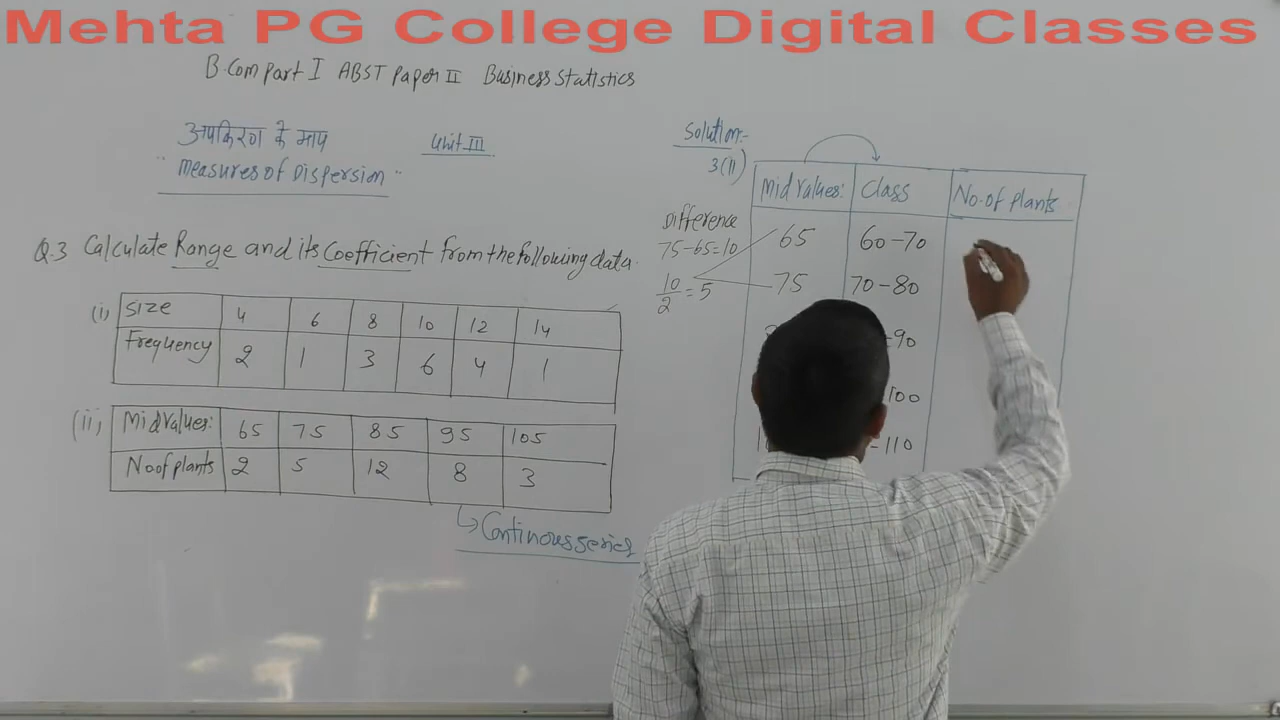 Mehta PG College Digital Classes
B.Com Part I ABST Paper II Business Statistics
अपकिरण के माप
Unit-III
"Measures of Dispersion"
Q.3 Calculate Range and its Coefficient from the following data.
(i) Size 4 6 8 10 12 14
Frequency 2 1 3 6 4 1
(ii) Mid Values: 65 75 85 95 105
No of plants 2 5 12 8 3
Continous series
Solution:-
3(II)
Mid Values: Class No. of Plants
Difference
75-65=10
10/2 = 5
65 60-70
75 70-80
-90
100
-110